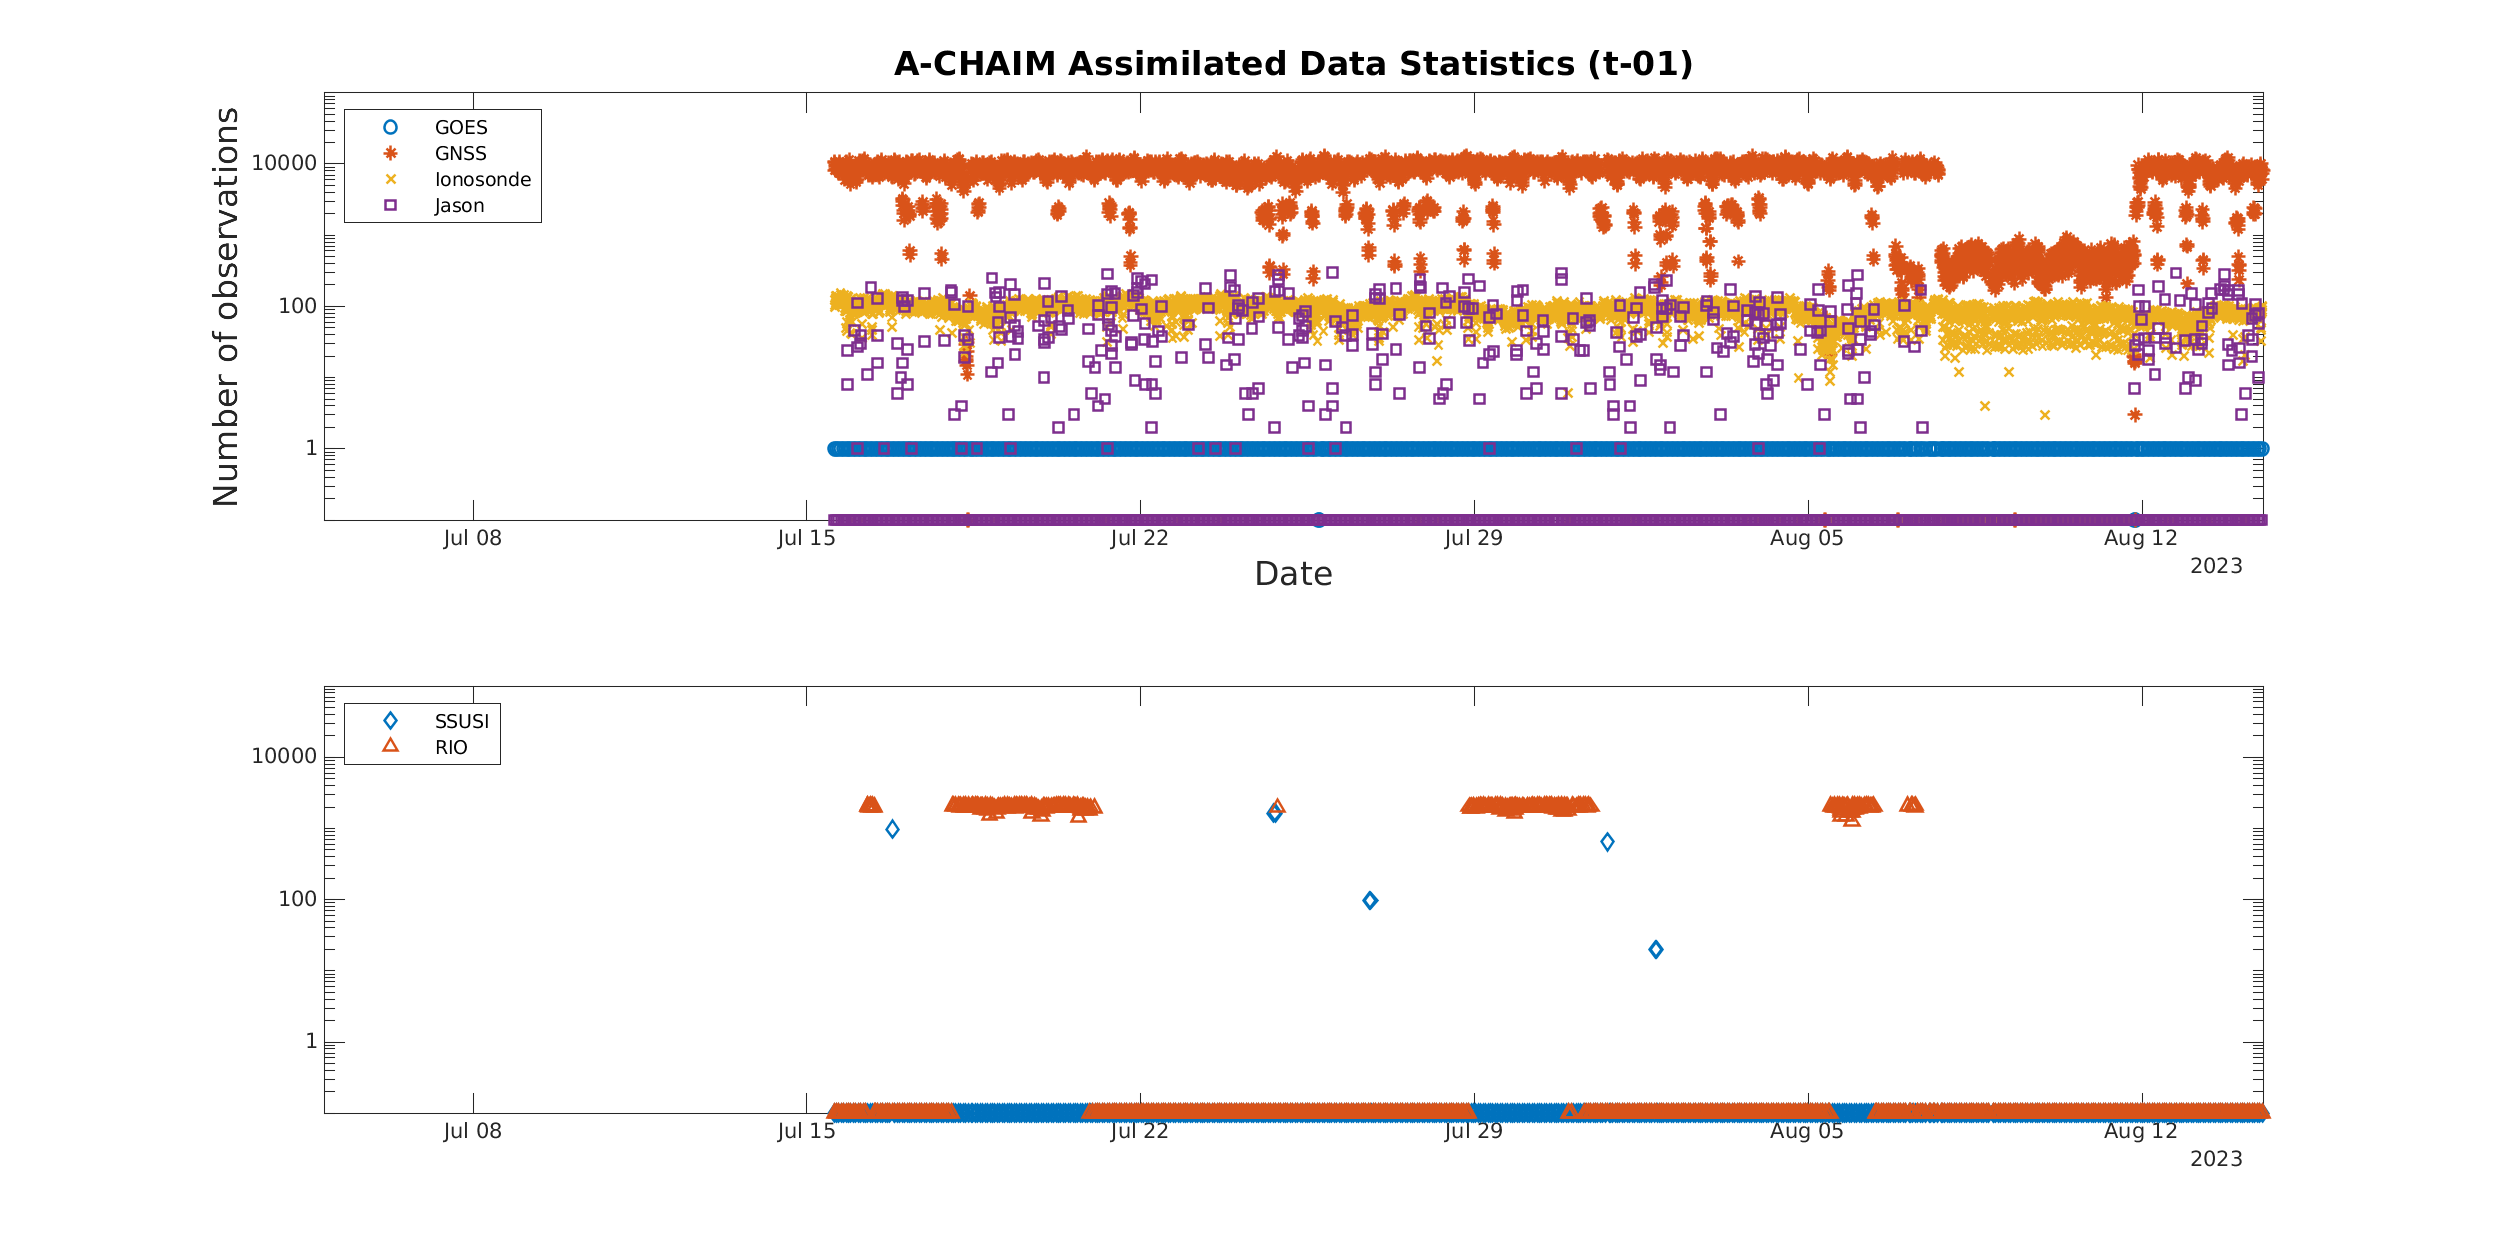 A-CHAIM Assimilated Data Statistics (t-01)
Number of observations
10000
100
1
GOES
GNSS
Ionosonde
Jason
Jul 08
Jul 15
Jul 22
Jul 29
Aug 05
Aug 12
2023
Date
10000
100
1
SSUSI
RIO
Jul 08
Jul 15
Jul 22
Jul 29
Aug 05
Aug 12
2023